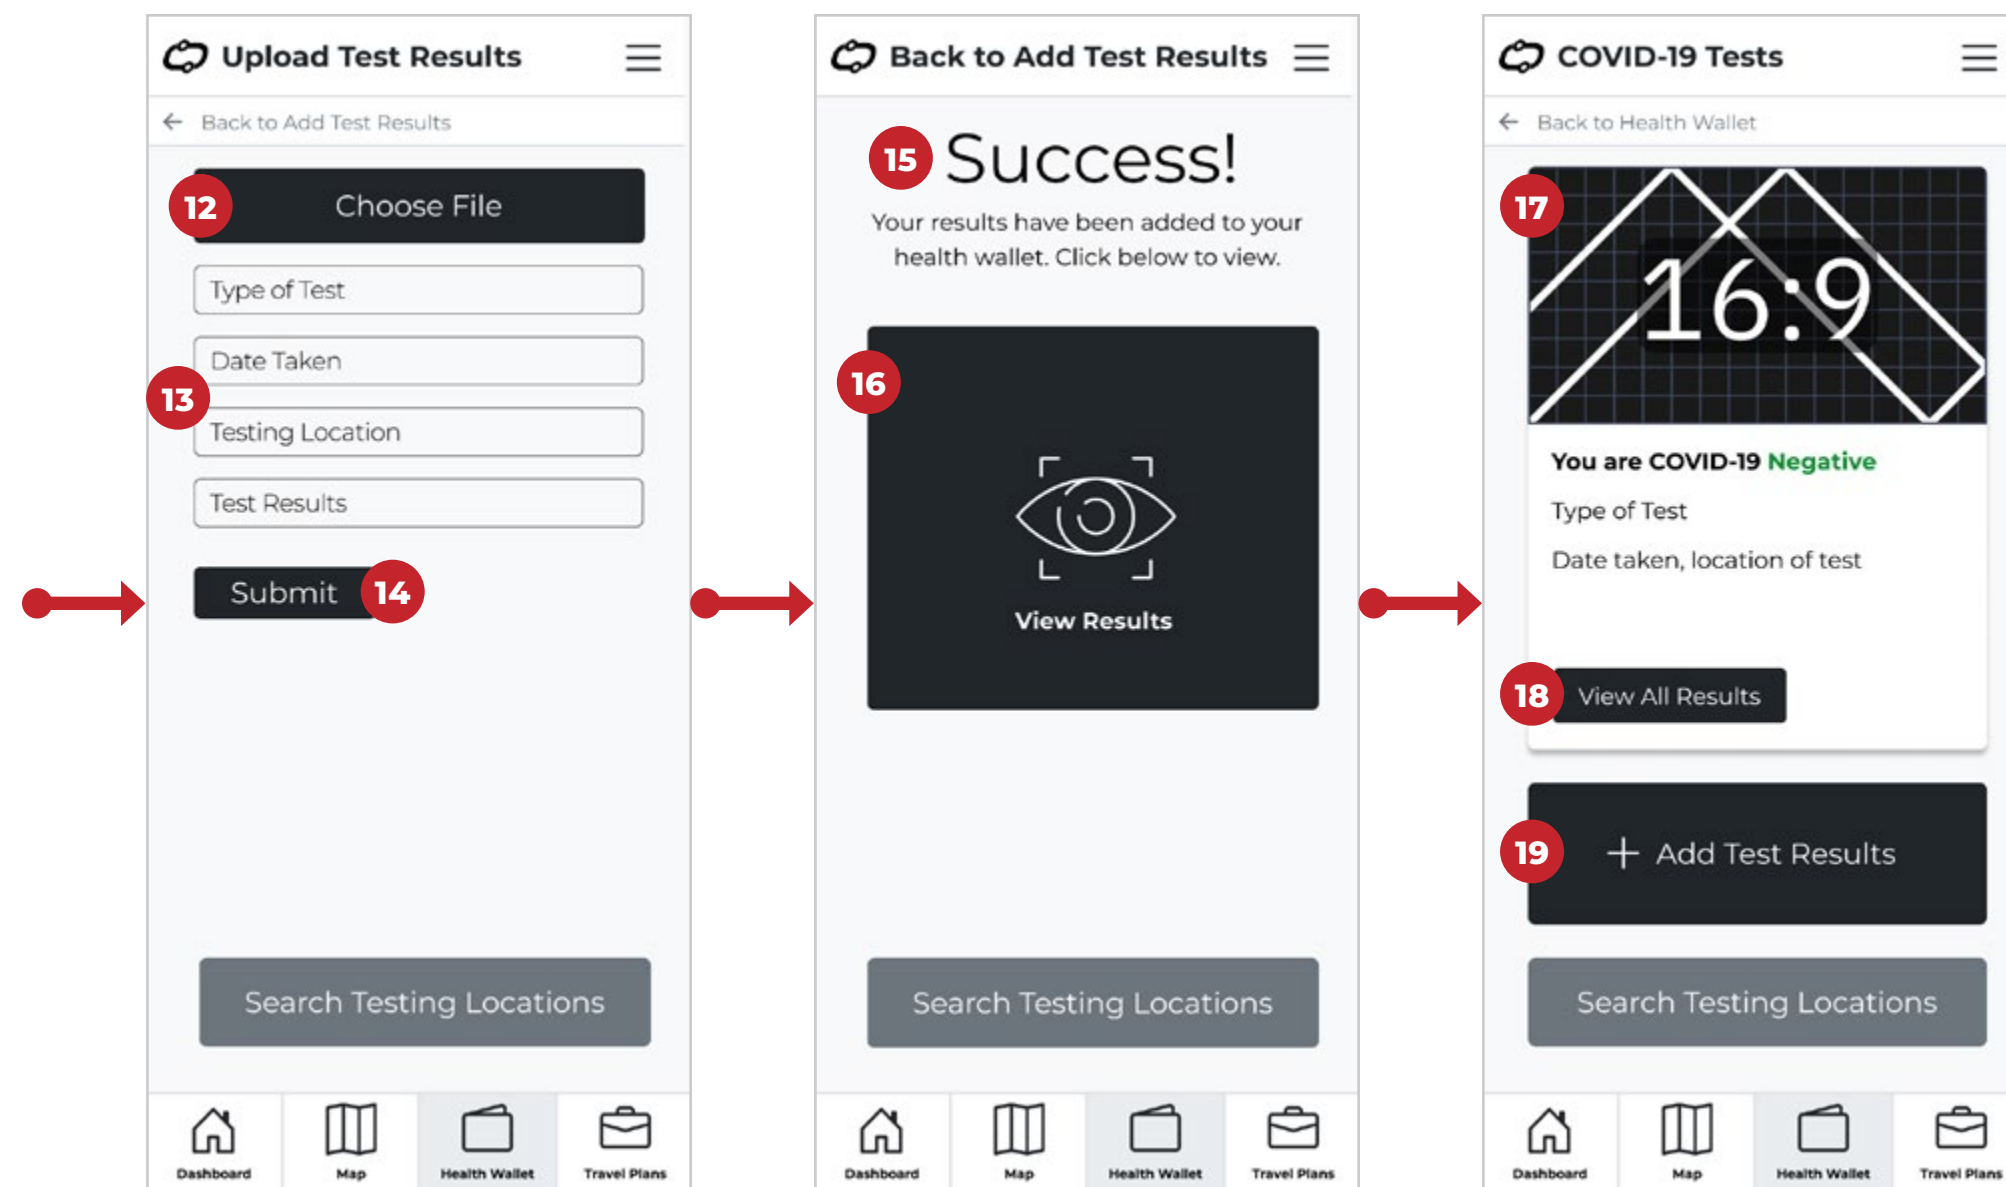 Upload Test Results
Back to Add Test Results
12
Choose File
Type of Test
Date Taken
13
Testing Location
Test Results
Submit
14
Search Testing Locations
Dashboard
Map
Health Wallet
Travel Plans
Back to Add Test Results
15
Success!
Your results have been added to your
health wallet. Click below to view.
16
View Results
Search Testing Locations
Dashboard
Map
Health Wallet
Travel Plans
COVID-19 Tests
Back to Health Wallet
17
16:9
You are COVID-19 Negative
Type of Test
Date taken, location of test
18
View All Results
19
+ Add Test Results
Search Testing Locations
Dashboard
Map
Health Wallet
Travel Plans